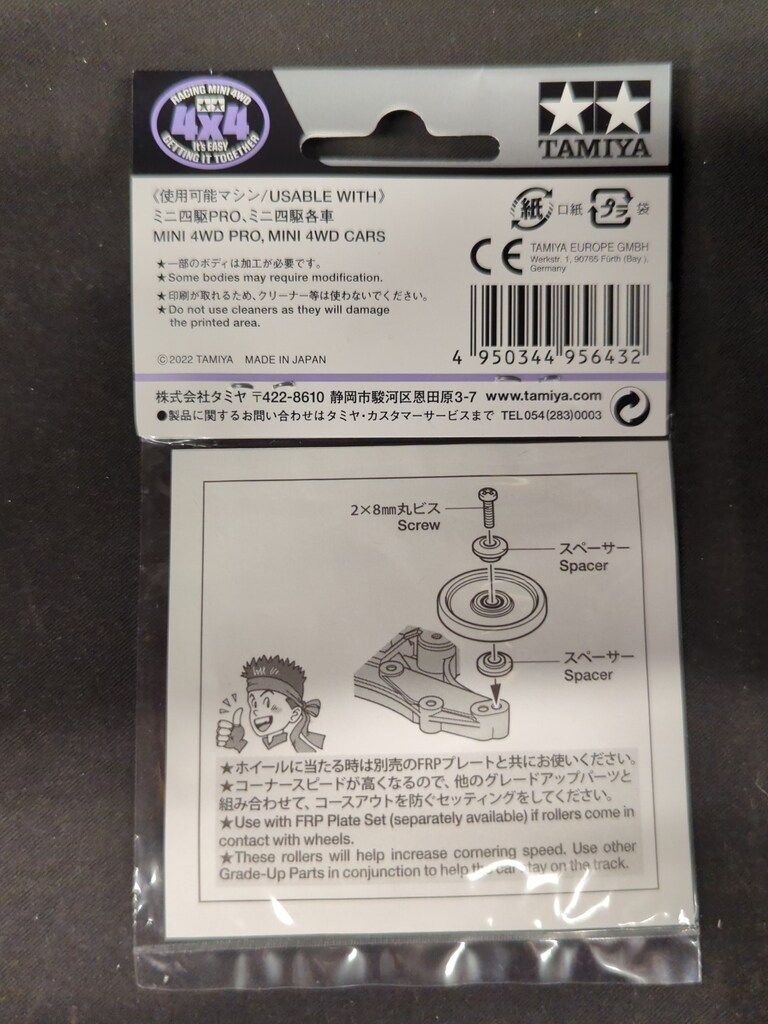 RACING MINI 4WD
4x4
It's EASY
GETTING IT TOGETHER
TAMIYA
《使用可能マシン/USABLE WITH》
ミニ四駆PRO、ミニ四駆各車
MINI 4WD PRO, MINI 4WD CARS
★一部のボディは加工が必要です。
★Some bodies may require modification.
★印刷が取れるため、クリーナー等は使わないでください。
★Do not use cleaners as they will damage
the printed area.
©2022 TAMIYA MADE IN JAPAN
紙 口紙 プラ 袋
CE
TAMIYA EUROPE GMBH
Werkstr. 1, 90765 Fürth (Bay.),
Germany
4 950344 956432
株式会社タミヤ 〒422-8610 静岡市駿河区恩田原3-7 www.tamiya.com
●製品に関するお問い合わせはタミヤ・カスタマーサービスまで TEL054(283)0003
2×8mm丸ビス
Screw
スペーサー
Spacer
スペーサー
Spacer
★ホイールに当たる時は別売のFRPプレートと共にお使いください。
★コーナースピードが高くなるので、他のグレードアップパーツと
組み合わせて、コースアウトを防ぐセッティングをしてください。
★Use with FRP Plate Set (separately available) if rollers come in
contact with wheels.
★These rollers will help increase cornering speed. Use other
Grade-Up Parts in conjunction to help the car stay on the track.